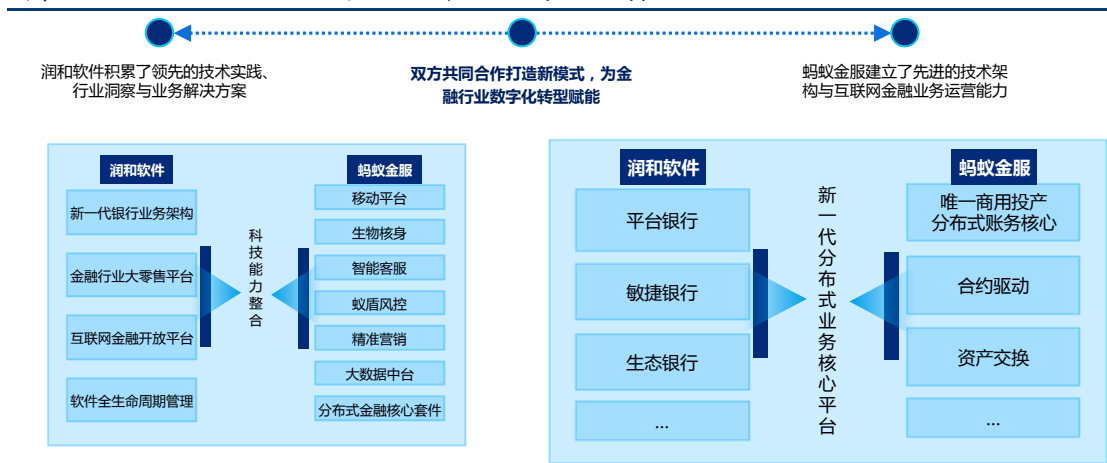 润和软件积累了领先的技术实践、
行业洞察与业务解决方案
双方共同合作打造新模式，为金
融行业数字化转型赋能
蚂蚁金服建立了先进的技术架
构与互联网金融业务运营能力
润和软件
新一代银行业务架构
金融行业大零售平台
互联网金融开放平台
软件全生命周期管理
科技能力整合
蚂蚁金服
移动平台
生物核身
智能客服
蚁盾风控
精准营销
大数据中台
分布式金融核心套件
润和软件
平台银行
敏捷银行
生态银行
...
新一代分布式业务核心平台
蚂蚁金服
唯一商用投产
分布式账务核心
合约驱动
资产交换
...